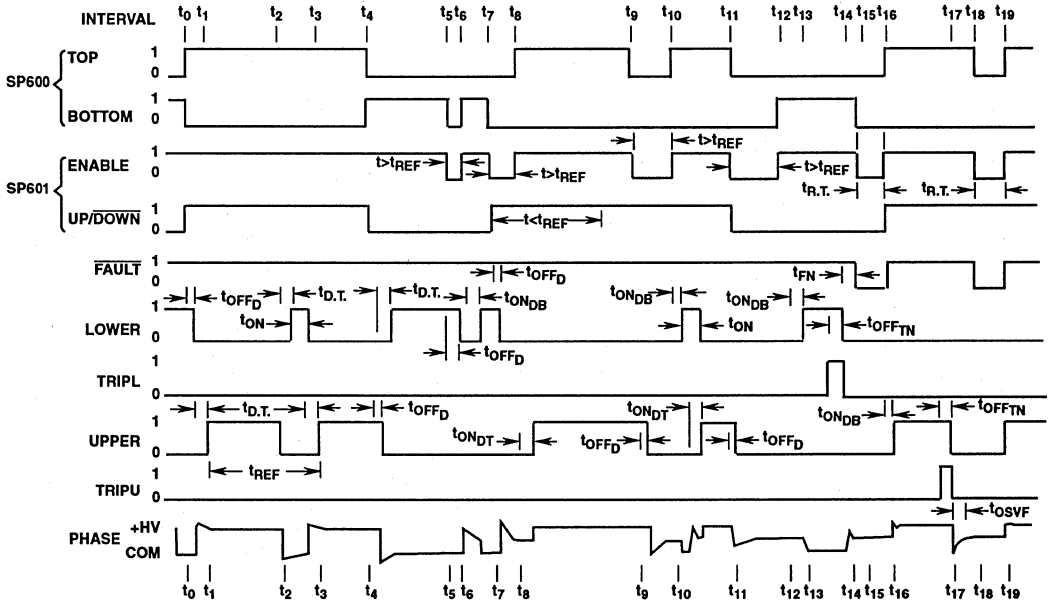 INTERVAL t0 t1 t2 t3 t4 t5 t6 t7 t8 t9 t10 t11 t12 t13 t14 t15 t16 t17 t18 t19
SP600
TOP 1 0
BOTTOM 1 0
t>tREF
SP601
ENABLE 1 0
t>tREF t>tREF t>tREF
tR.T. tR.T.
UP/DOWN 1 0
t<tREF
FAULT 1 0
tOFFD tFN
tOFFD tD.T. tD.T. tONDB tONDB tONDB
LOWER 1 0
tON tON tOFFTN
tOFFD
TRIPL 1 0
tD.T. tOFFD tONDT tONDB tOFFTN
UPPER 1 0
tONDT tOFFD tOFFD
tREF
TRIPU 1 0
tOSVF
PHASE +HV COM
t0 t1 t2 t3 t4 t5 t6 t7 t8 t9 t10 t11 t12 t13 t14 t15 t16 t17 t18 t19